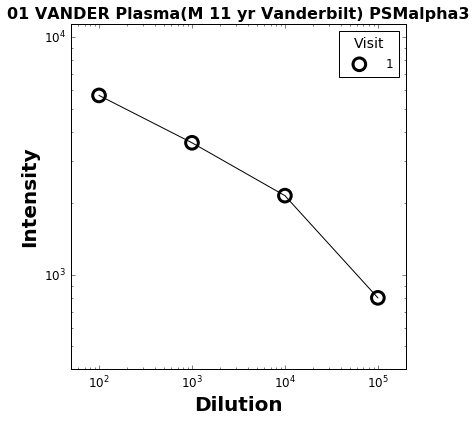 01 VANDER Plasma(M 11 yr Vanderbilt) PSMalpha3
Visit
1
10^4
10^3
Intensity
10^2 10^3 10^4 10^5
Dilution